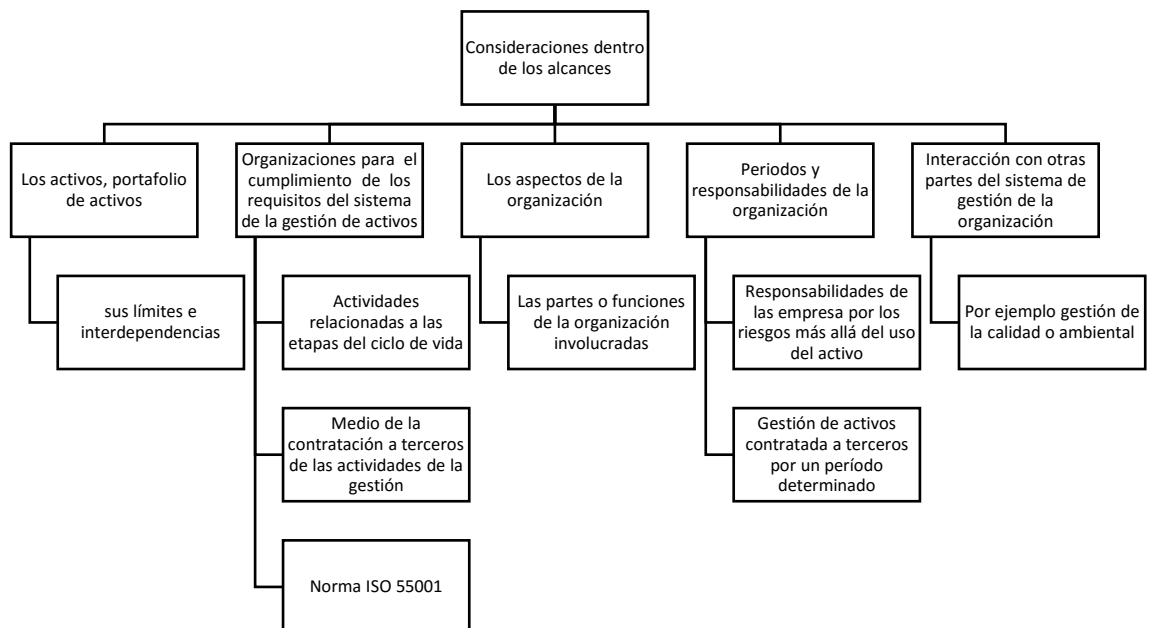 Consideraciones dentro
de los alcances
Los activos, portafolio
de activos
Organizaciones para el
cumplimiento de los
requisitos del sistema
de la gestión de activos
Los aspectos de la
organización
Periodos y
responsabilidades de la
organización
Interacción con otras
partes del sistema de
gestión de la
organización
sus límites e
interdependencias
Actividades
relacionadas a las
etapas del ciclo de vida
Las partes o funciones
de la organización
involucradas
Responsabilidades de
las empresa por los
riesgos más allá del uso
del activo
Por ejemplo gestión de
la calidad o ambiental
Medio de la
contratación a terceros
de las actividades de la
gestión
Gestión de activos
contratada a terceros
por un período
determinado
Norma ISO 55001